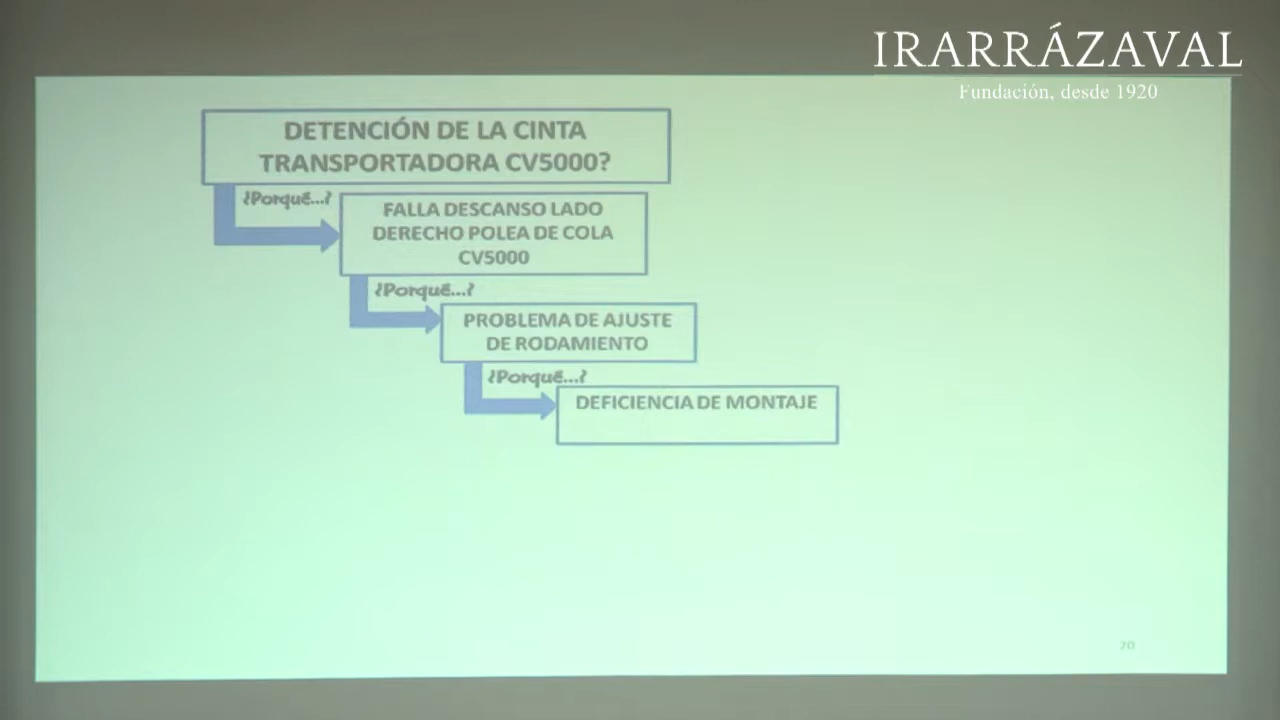 IRARRÁZAVAL
Fundación, desde 1920
DETENCIÓN DE LA CINTA
TRANSPORTADORA CV5000?
¿Porqué...?
FALLA DESCANSO LADO
DERECHO POLEA DE COLA
CV5000
¿Porqué...?
PROBLEMA DE AJUSTE
DE RODAMIENTO
¿Porqué...?
DEFICIENCIA DE MONTAJE
20